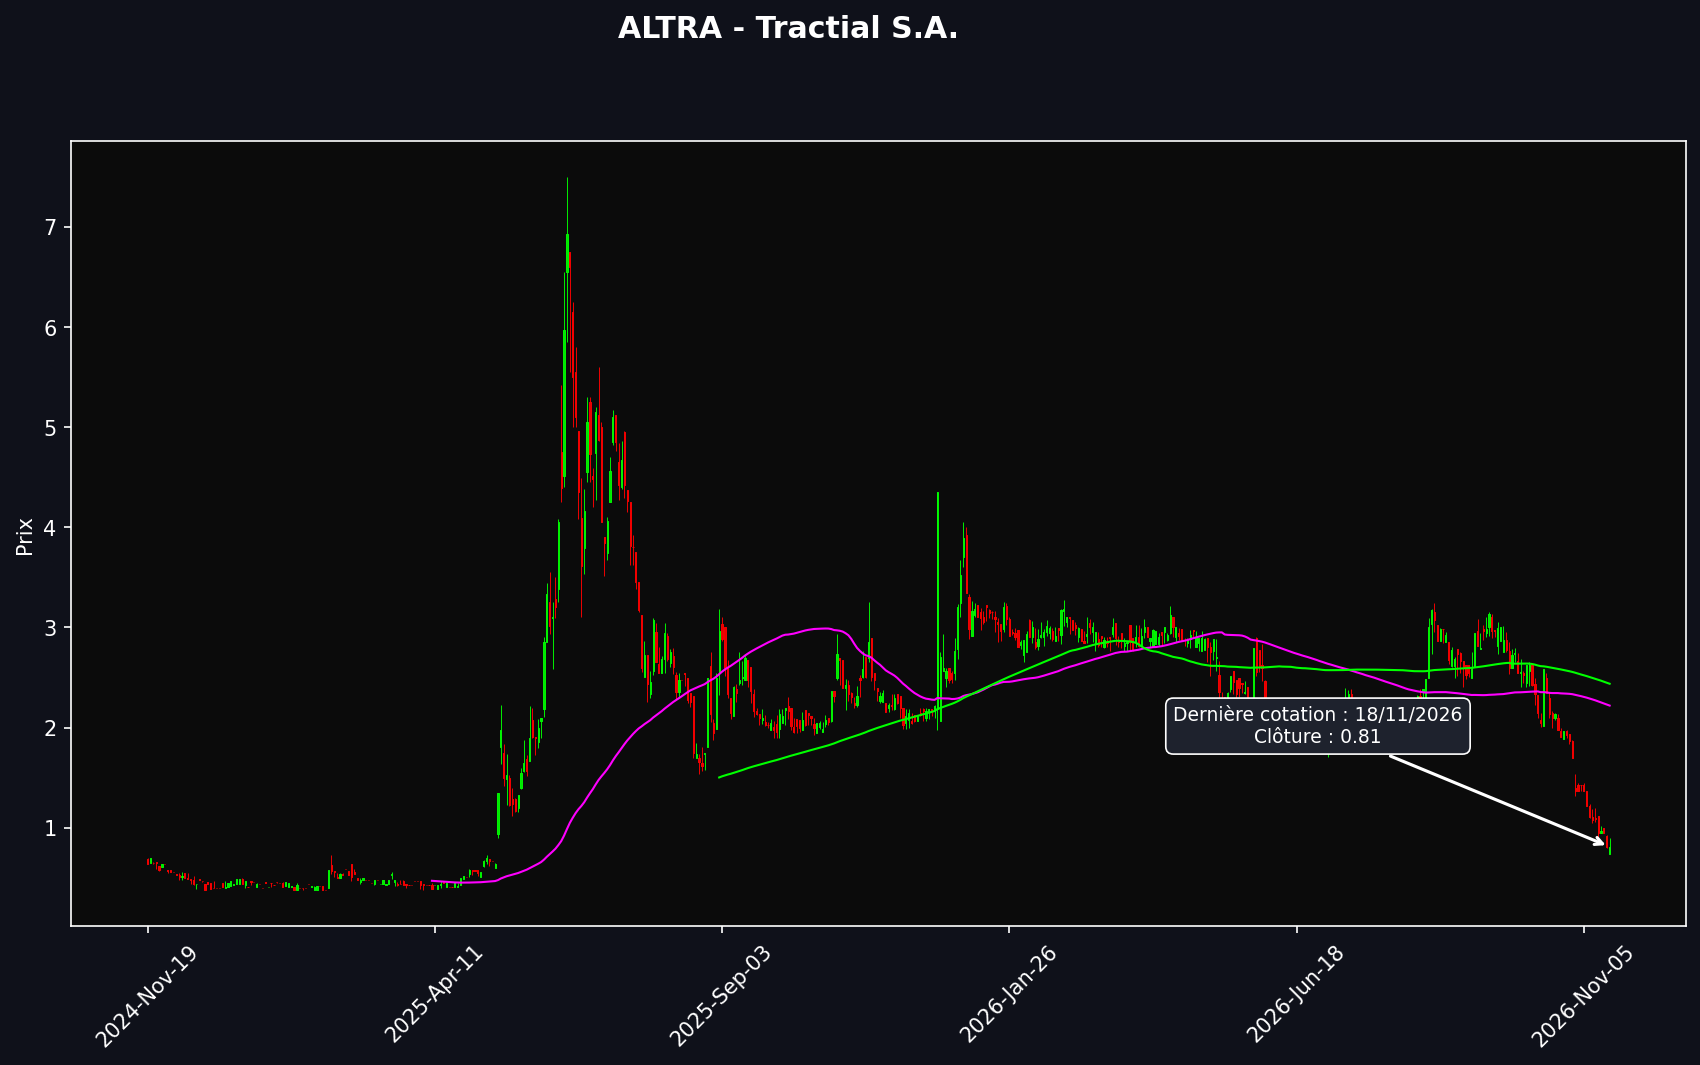 ALTRA - Tractial S.A.
Prix
7
6
5
4
3
2
1
Dernière cotation : 18/11/2026
Clôture : 0.81
2024-Nov-19
2025-Apr-11
2025-Sep-03
2026-Jan-26
2026-Jun-18
2026-Nov-05